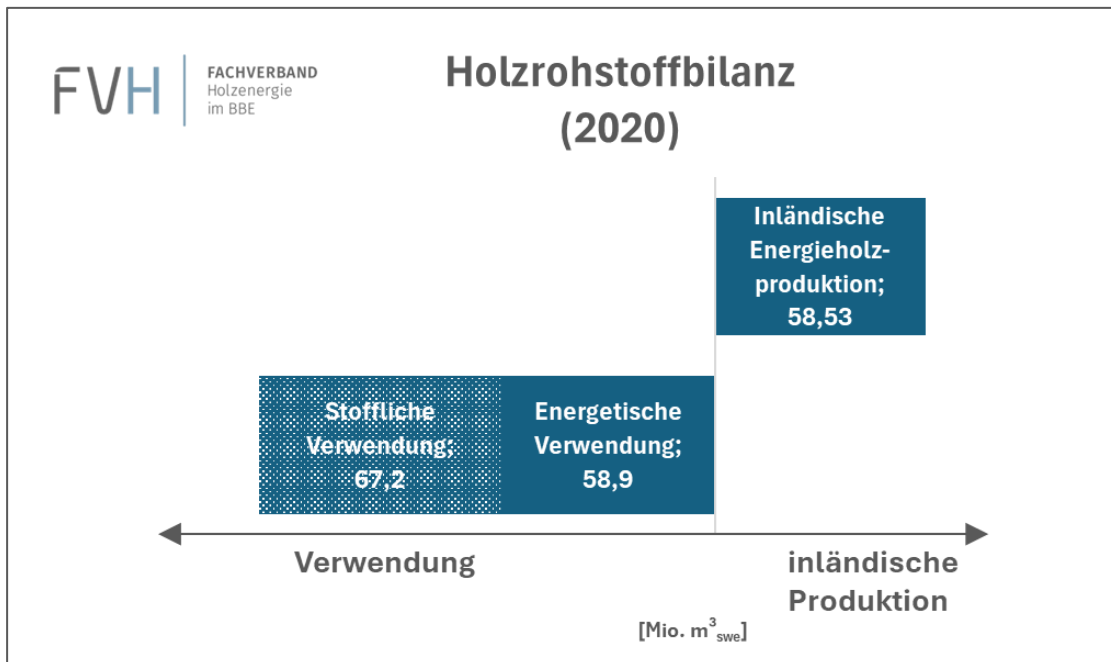 FVH
FACHVERBAND
Holzenergie
im BBE
Holzrohstoffbilanz
(2020)
Inländische
Energieholz-
produktion;
58,53
Stoffliche
Verwendung;
67,2
Energetische
Verwendung;
58,9
Verwendung
inländische
Produktion
[Mio. m³swe]